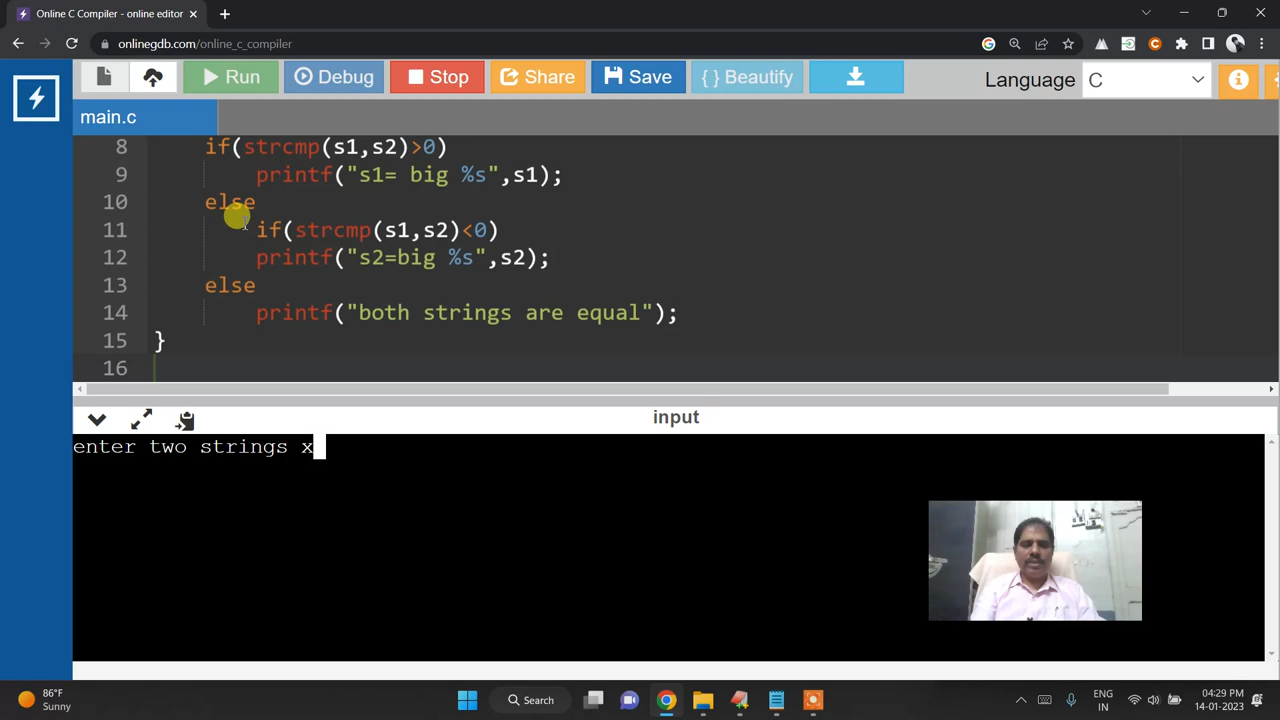 Online C Compiler - online editor
onlinegdb.com/online_c_compiler
Run Debug Stop Share Save { } Beautify Language C
main.c
8 if(strcmp(s1,s2)>0)
9 printf("s1= big %s",s1);
10 else
11 if(strcmp(s1,s2)<0)
12 printf("s2=big %s",s2);
13 else
14 printf("both strings are equal");
15 }
16
input
enter two strings x
86°F
Sunny
Search
ENG
IN
04:29 PM
14-01-2023